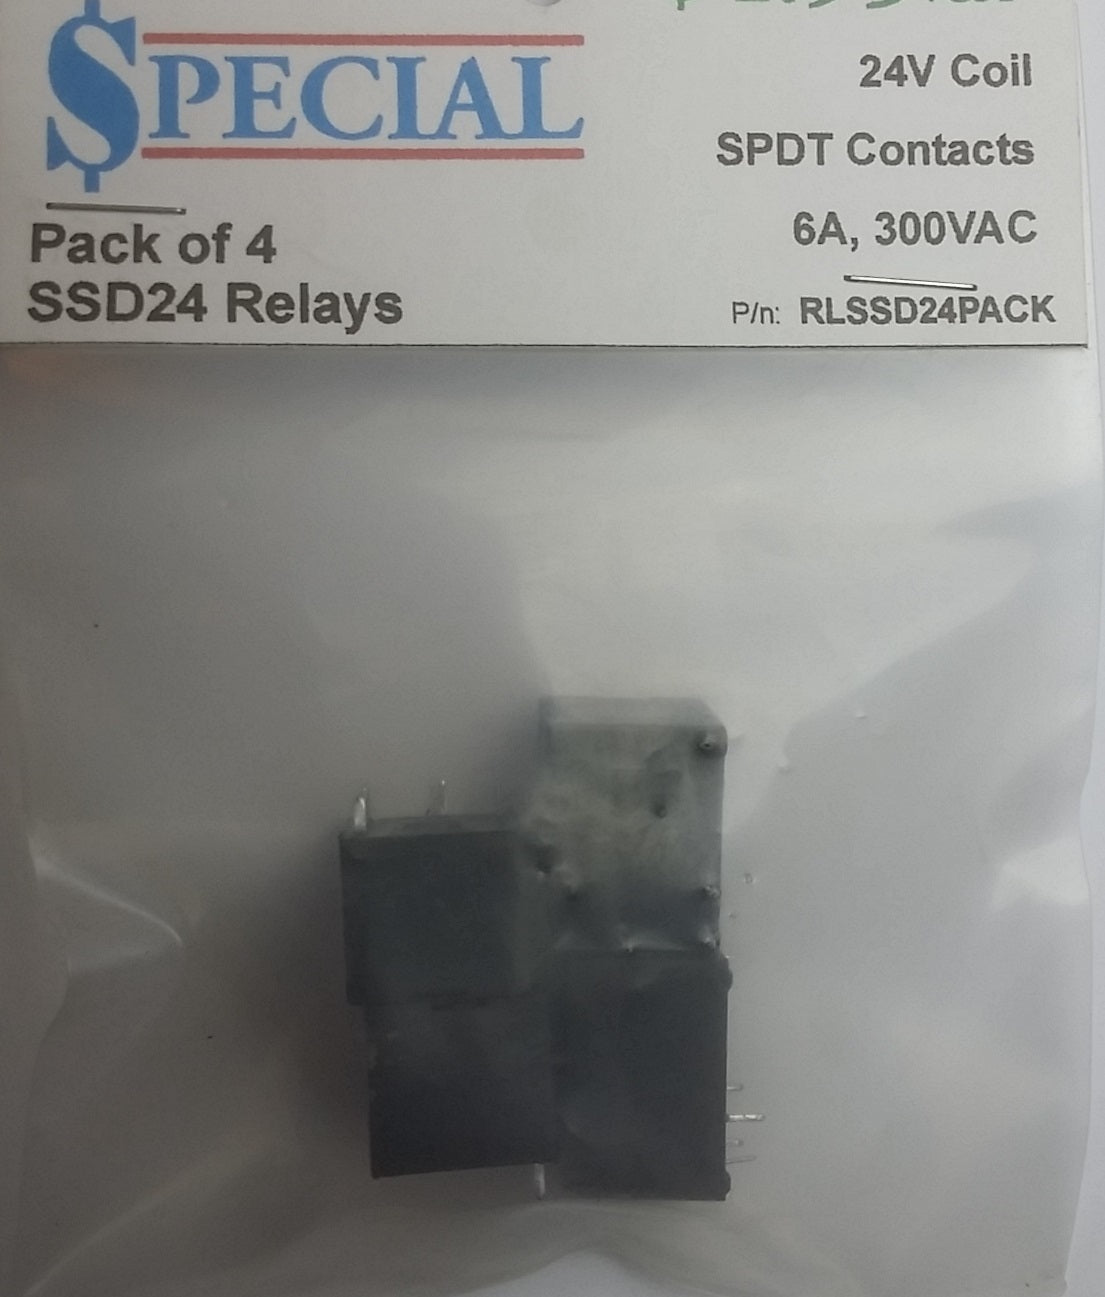 $PECIAL
24V Coil
SPDT Contacts
6A, 300VAC
Pack of 4
SSD24 Relays
P/n: RLSSD24PACK